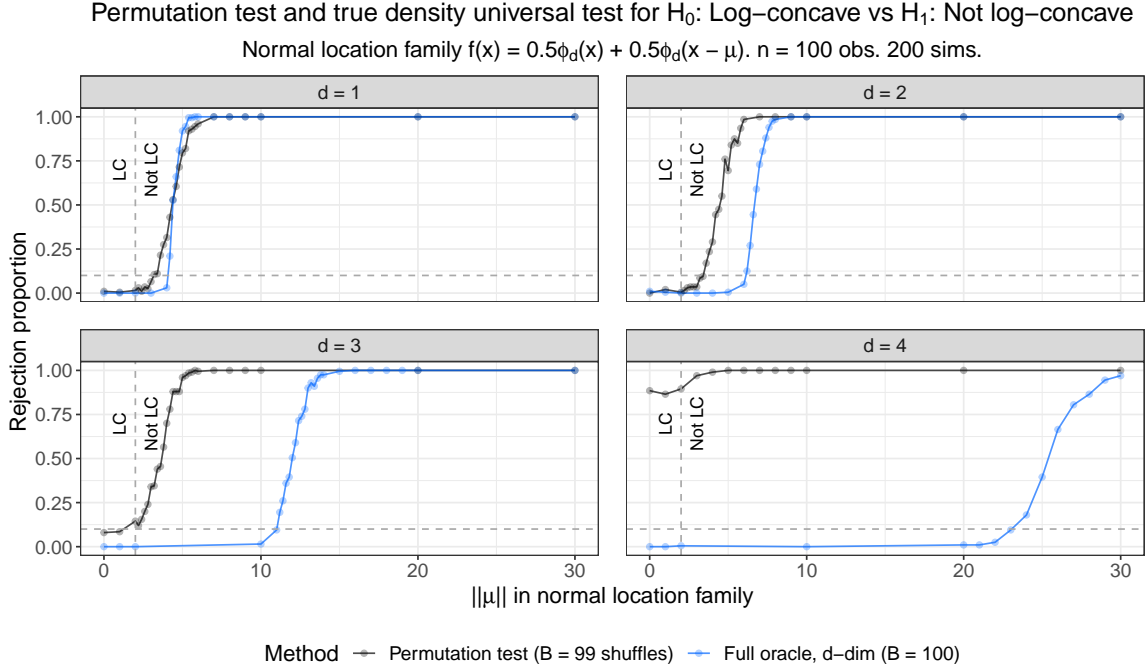 Permutation test and true density universal test for H₀: Log−concave vs H₁: Not log−concave
Normal location family f(x) = 0.5ϕd(x) + 0.5ϕd(x − μ). n = 100 obs. 200 sims.
d = 1
d = 2
1.00
0.75
0.50
0.25
0.00
LC
Not LC
LC
Not LC
d = 3
d = 4
1.00
0.75
0.50
0.25
0.00
LC
Not LC
LC
Not LC
0 10 20 30
0 10 20 30
Rejection proportion
||μ|| in normal location family
Method Permutation test (B = 99 shuffles) Full oracle, d−dim (B = 100)